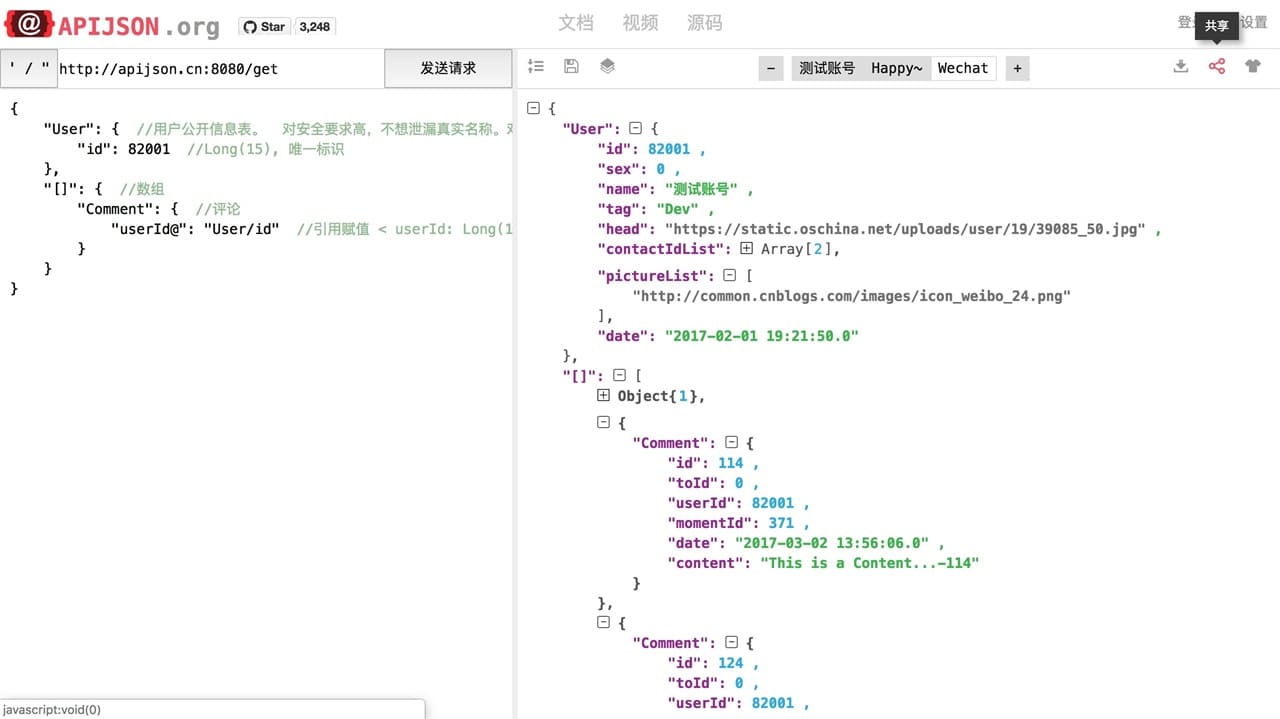 @ APIJSON.org
Star 3,248
文档 视频 源码
登 设置
共享
' / " http://apijson.cn:8080/get 发送请求
- 测试账号 Happy~ Wechat +
{
"User": { //用户公开信息表。 对安全要求高，不想泄漏真实名称。
"id": 82001 //Long(15), 唯一标识
},
"[]": { //数组
"Comment": { //评论
"userId@": "User/id" //引用赋值 < userId: Long(1
}
}
}
{
"User": {
"id": 82001 ,
"sex": 0 ,
"name": "测试账号" ,
"tag": "Dev" ,
"head": "https://static.oschina.net/uploads/user/19/39085_50.jpg" ,
"contactIdList": Array[2],
"pictureList": [
"http://common.cnblogs.com/images/icon_weibo_24.png"
],
"date": "2017-02-01 19:21:50.0"
},
"[]": [
Object{1},
{
"Comment": {
"id": 114 ,
"toId": 0 ,
"userId": 82001 ,
"momentId": 371 ,
"date": "2017-03-02 13:56:06.0" ,
"content": "This is a Content...-114"
}
},
{
"Comment": {
"id": 124 ,
"toId": 0 ,
"userId": 82001 ,
javascript:void(0)